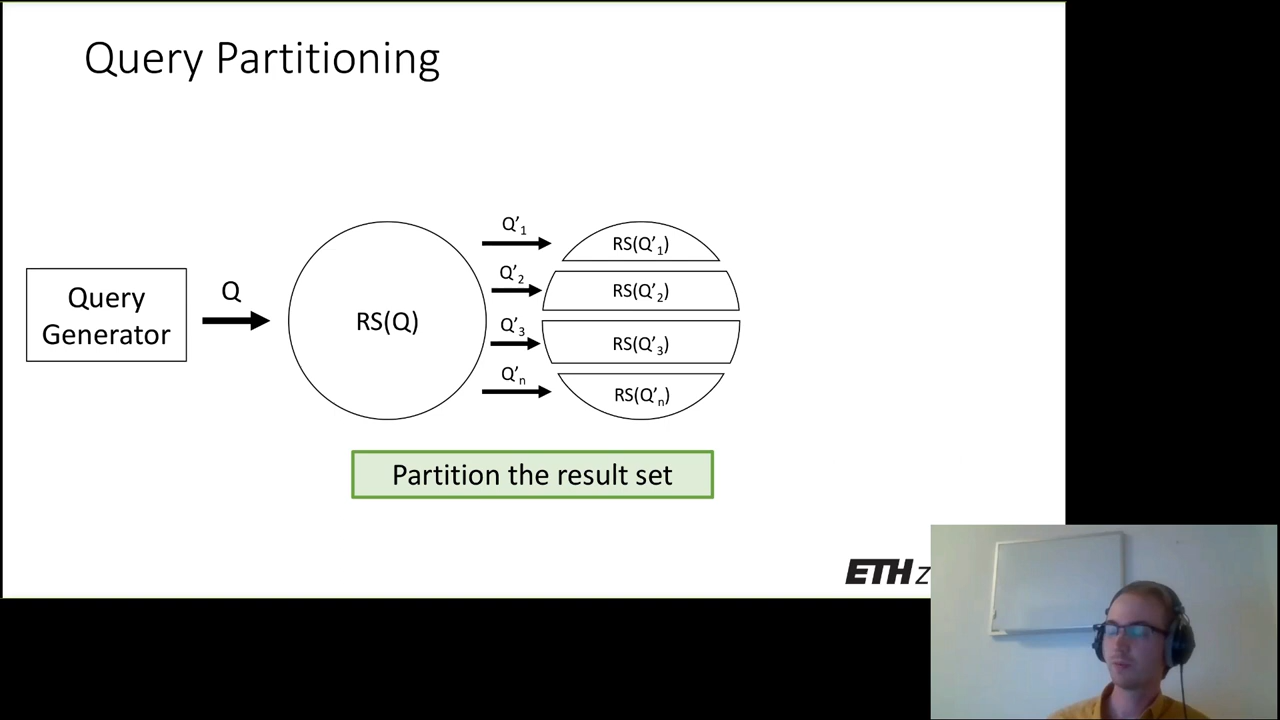 Query Partitioning
Query
Generator
Q
RS(Q)
Q'1
Q'2
Q'3
Q'n
RS(Q'1)
RS(Q'2)
RS(Q'3)
RS(Q'n)
Partition the result set
ETH z